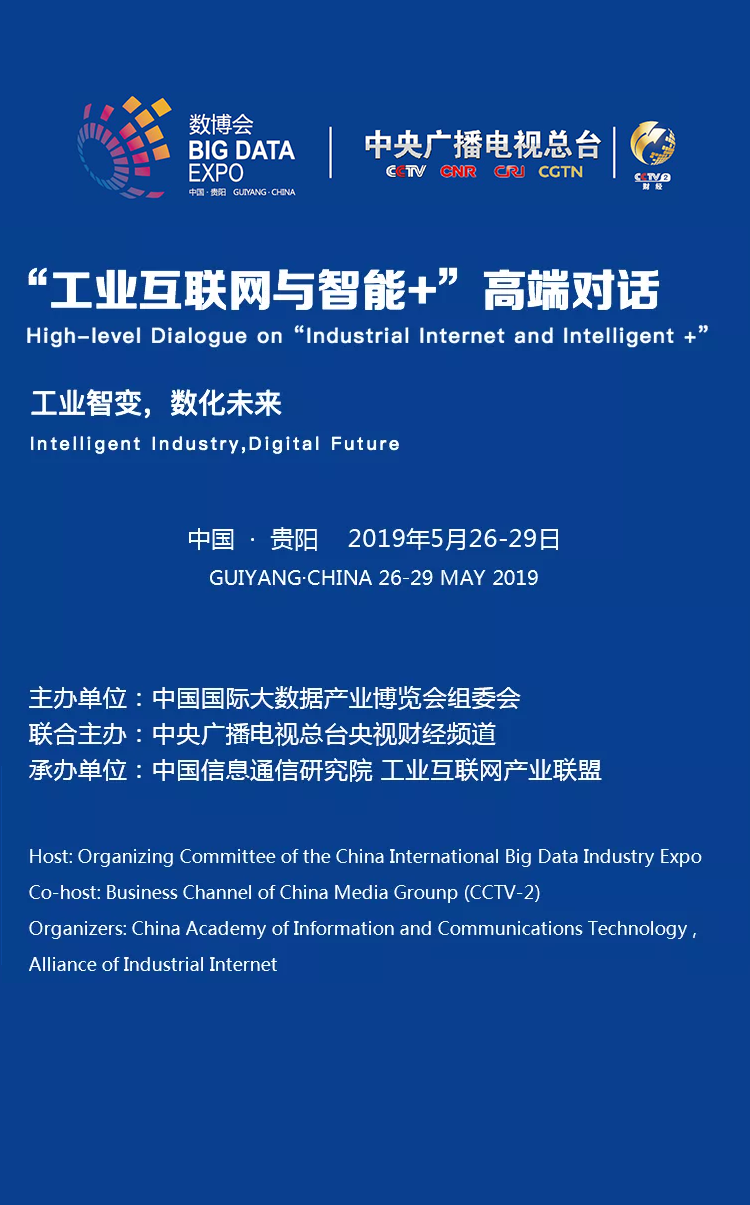 数博会
BIG DATA
EXPO
中国·贵阳 GUIYANG·CHINA
中央广播电视总台
CCTV CNR CRI CGTN
CCTV2
财经
“工业互联网与智能+”高端对话
High-level Dialogue on “Industrial Internet and Intelligent +”
工业智变，数化未来
Intelligent Industry,Digital Future
中国 · 贵阳 2019年5月26-29日
GUIYANG·CHINA 26-29 MAY 2019
主办单位：中国国际大数据产业博览会组委会
联合主办：中央广播电视总台央视财经频道
承办单位：中国信息通信研究院 工业互联网产业联盟
Host: Organizing Committee of the China International Big Data Industry Expo
Co-host: Business Channel of China Media Grounp (CCTV-2)
Organizers: China Academy of Information and Communications Technology ,
Alliance of Industrial Internet